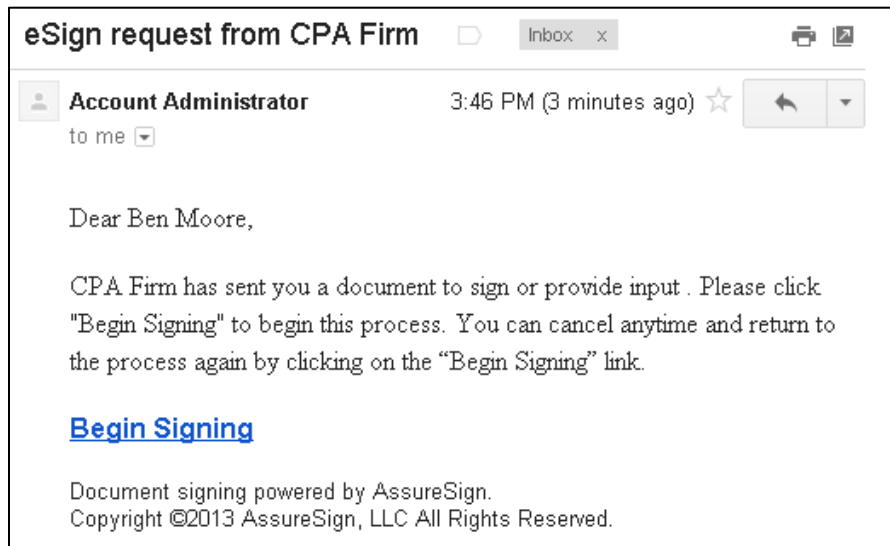 eSign request from CPA Firm Inbox x
Account Administrator 3:46 PM (3 minutes ago)
to me
Dear Ben Moore,
CPA Firm has sent you a document to sign or provide input . Please click
"Begin Signing" to begin this process. You can cancel anytime and return to
the process again by clicking on the “Begin Signing” link.
Begin Signing
Document signing powered by AssureSign.
Copyright ©2013 AssureSign, LLC All Rights Reserved.